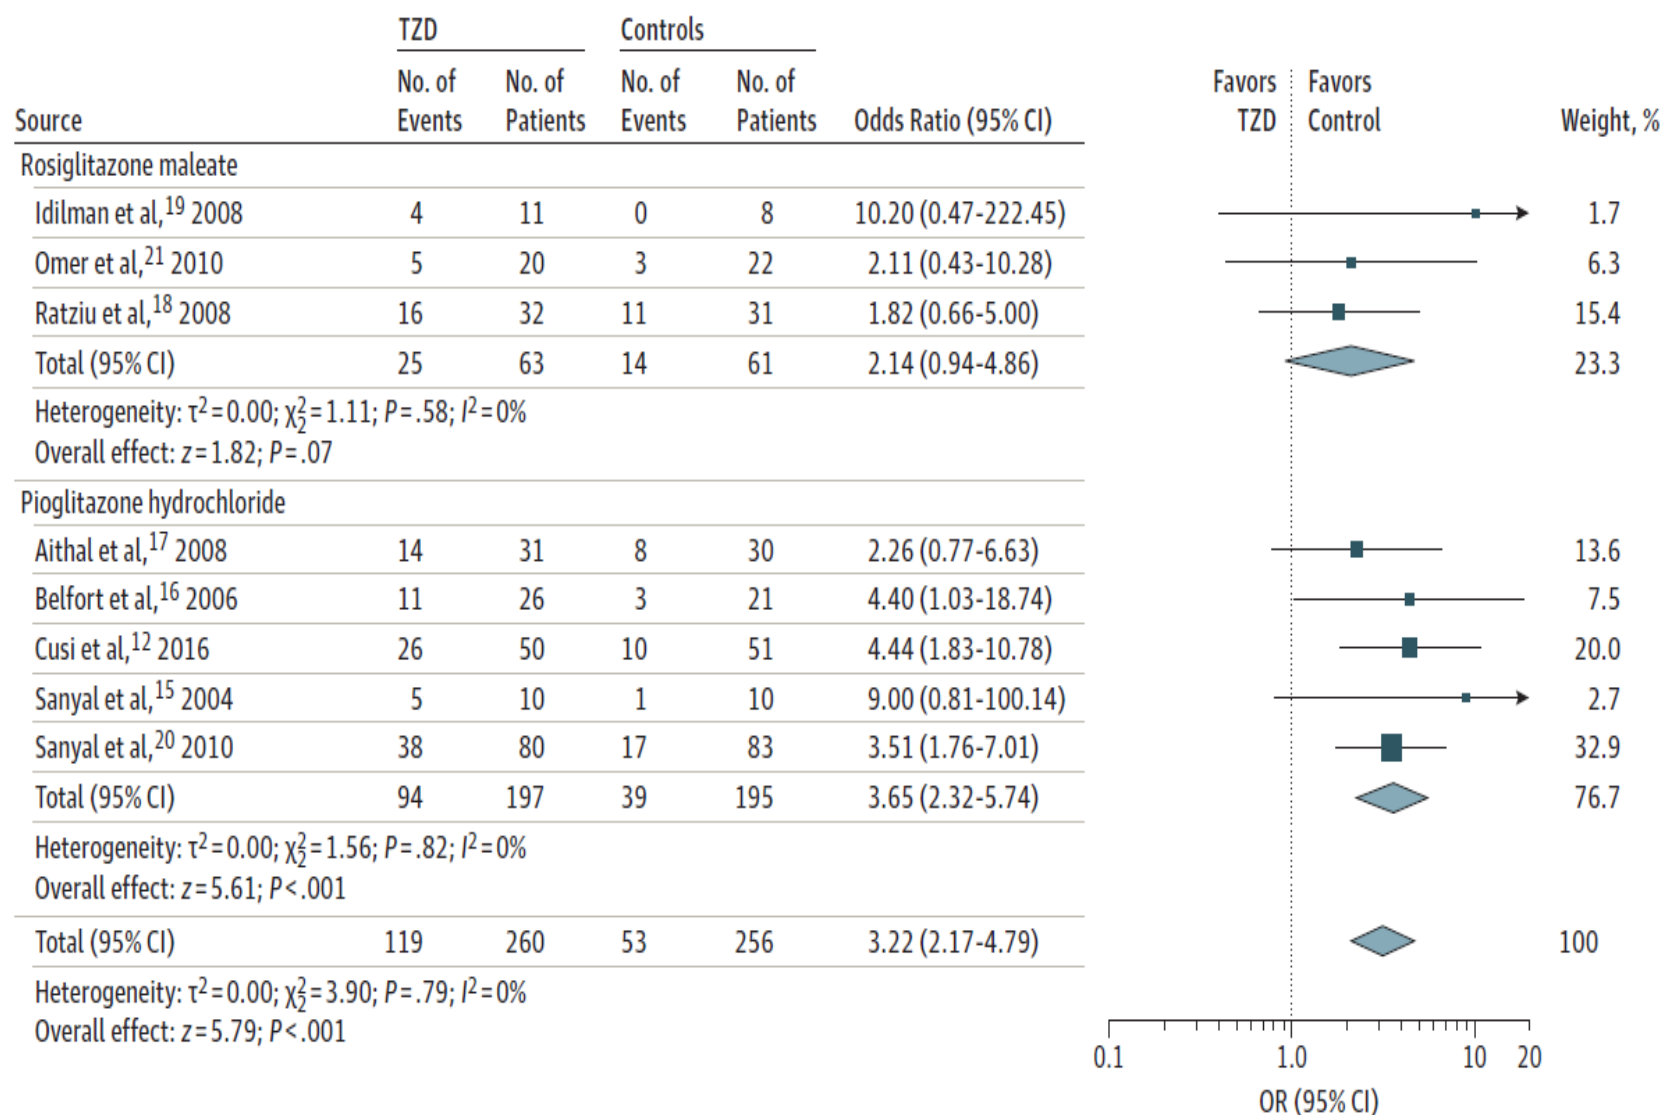 TZD Controls
No. of Events No. of Patients No. of Events No. of Patients Favors TZD Favors Control
Source Odds Ratio (95% CI) Weight, %
Rosiglitazone maleate
Idilman et al,19 2008 4 11 0 8 10.20 (0.47-222.45) 1.7
Omer et al,21 2010 5 20 3 22 2.11 (0.43-10.28) 6.3
Ratziu et al,18 2008 16 32 11 31 1.82 (0.66-5.00) 15.4
Total (95% CI) 25 63 14 61 2.14 (0.94-4.86) 23.3
Heterogeneity: τ2=0.00; χ22=1.11; P=.58; I2=0%
Overall effect: z=1.82; P=.07
Pioglitazone hydrochloride
Aithal et al,17 2008 14 31 8 30 2.26 (0.77-6.63) 13.6
Belfort et al,16 2006 11 26 3 21 4.40 (1.03-18.74) 7.5
Cusi et al,12 2016 26 50 10 51 4.44 (1.83-10.78) 20.0
Sanyal et al,15 2004 5 10 1 10 9.00 (0.81-100.14) 2.7
Sanyal et al,20 2010 38 80 17 83 3.51 (1.76-7.01) 32.9
Total (95% CI) 94 197 39 195 3.65 (2.32-5.74) 76.7
Heterogeneity: τ2=0.00; χ22=1.56; P=.82; I2=0%
Overall effect: z=5.61; P<.001
Total (95% CI) 119 260 53 256 3.22 (2.17-4.79) 100
Heterogeneity: τ2=0.00; χ22=3.90; P=.79; I2=0%
Overall effect: z=5.79; P<.001
0.1 1.0 10 20
OR (95% CI)